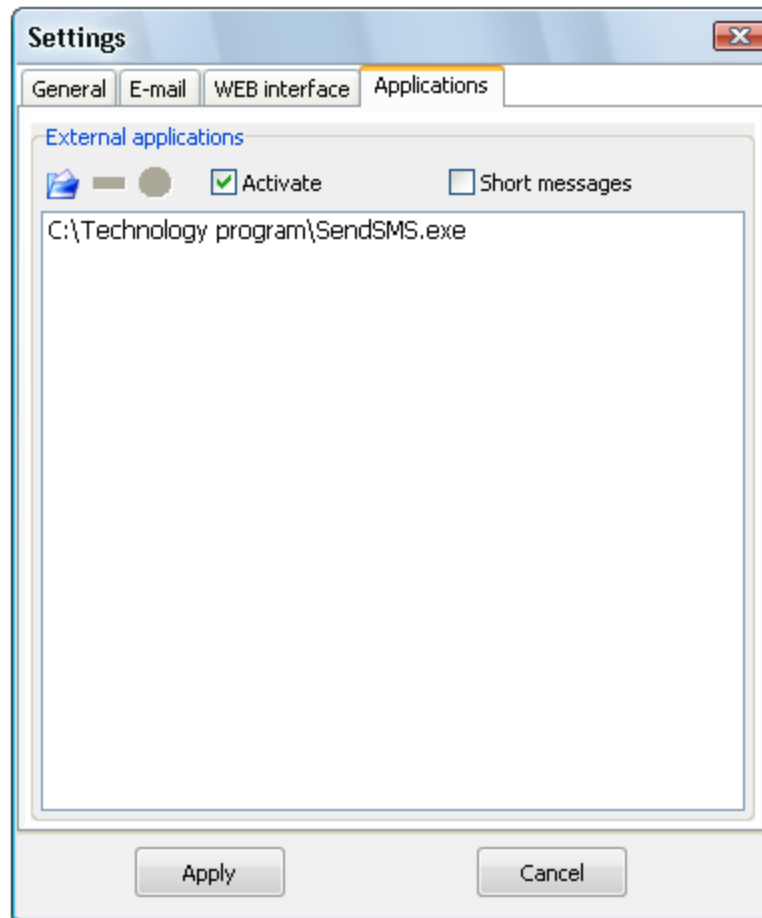 Settings
General E-mail WEB interface Applications
External applications
Activate Short messages
C:\Technology program\SendSMS.exe
Apply Cancel